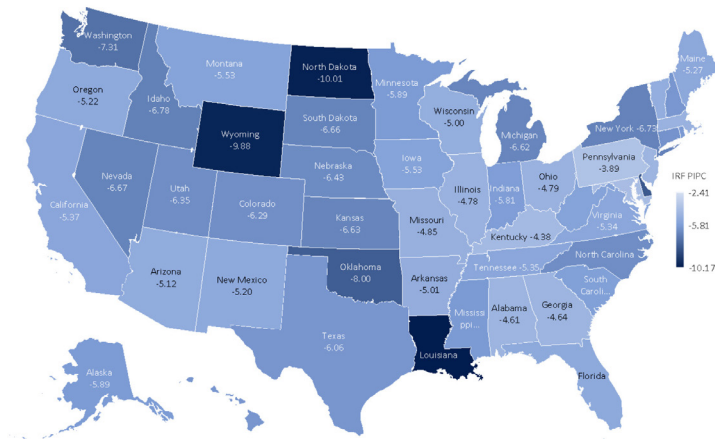 Washington
-7.31
Montana
-5.53
North Dakota
-10.01
Minnesota
-5.89
Maine
-5.27
Oregon
-5.22
Idaho
-6.78
Wyoming
-9.88
South Dakota
-6.66
Wisconsin
-5.00
Michigan
-6.62
New York -6.73
Nevada
-6.67
Utah
-6.35
Colorado
-6.29
Nebraska
-6.43
Iowa
-5.53
Illinois
-4.78
Indiana
-5.81
Ohio
-4.79
Pennsylvania
-3.89
IRF PIPC
-2.41
-5.81
-10.17
California
-5.37
Kansas
-6.63
Missouri
-4.85
Kentucky -4.38
Virginia
-5.34
Arizona
-5.12
New Mexico
-5.20
Oklahoma
-8.00
Arkansas
-5.01
Tennessee -5.35
North Carolina
South
Caroli...
Texas
-6.06
Louisiana
Mississi
ppi...
Alabama
-4.61
Georgia
-4.64
Florida
Alaska
-5.89